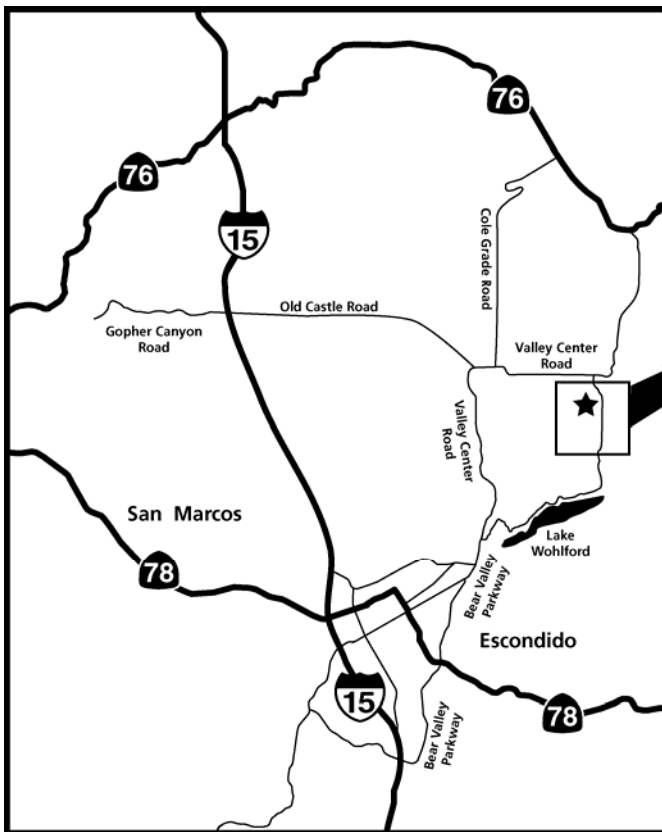 76
76
15
Cole Grade Road
Old Castle Road
Gopher Canyon
Road
Valley Center
Road
Valley Center
Road
San Marcos
Lake
Wohlford
78
Bear Valley
Parkway
Escondido
15
78
Bear Valley
Parkway